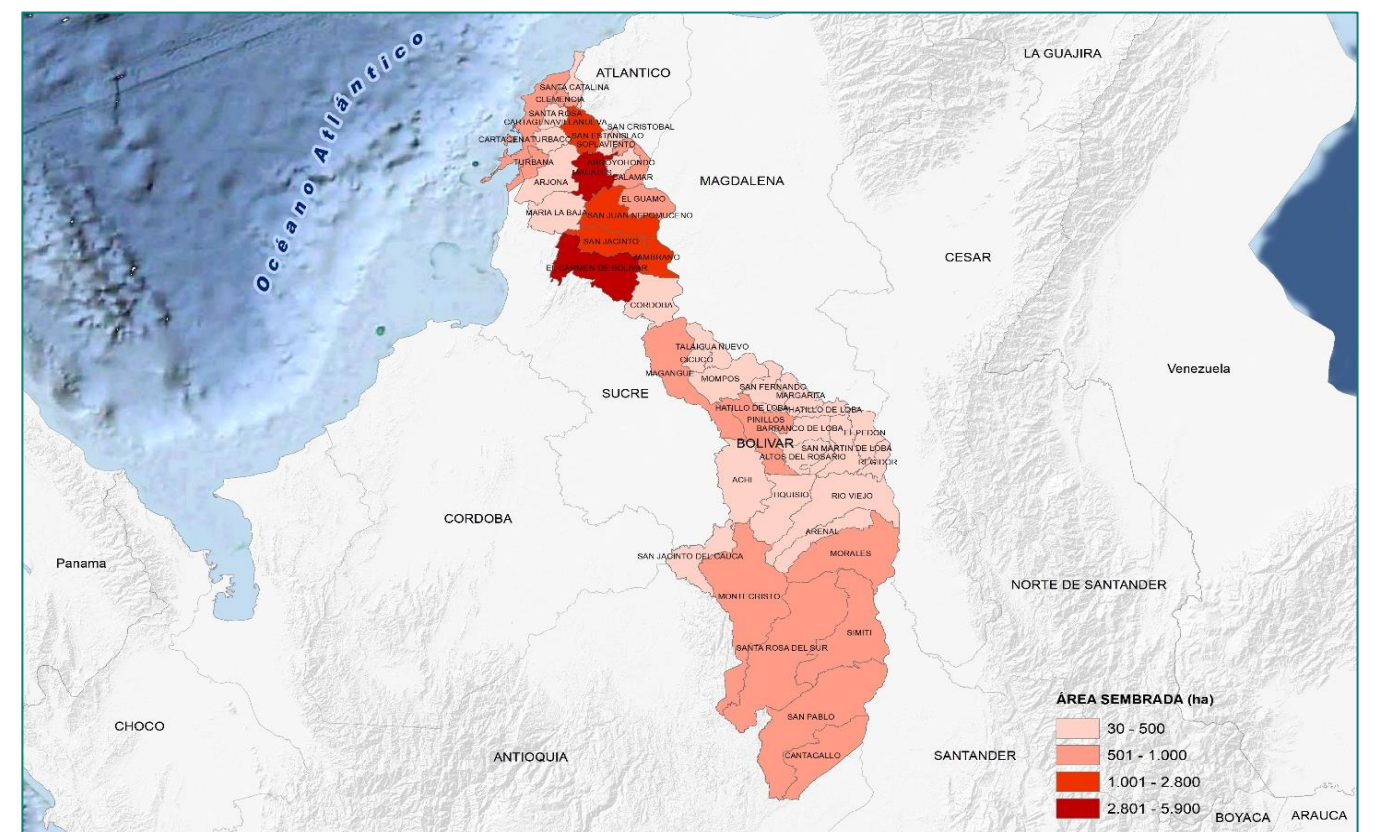 LA GUAJIRA
Océano Atlántico
ATLANTICO
SANTA CATALINA
CLEMENCIA
SANTA ROSA
CARTAGENA
VILLANUEVA
SAN CRISTOBAL
SAN ESTANISLAO
CARTAGENA
TURBACO
SOPLAVIENTO
TURBANA
ARROYOHONDO
MAHATES
CALAMAR
ARJONA
MAGDALENA
EL GUAMO
MARIA LA BAJA
SAN JUAN NEPOMUCENO
SAN JACINTO
ZAMBRANO
CESAR
EL CARMEN DE BOLIVAR
CORDOBA
TALAIGUA NUEVO
CICUCO
MAGANGUE
MOMPOS
Venezuela
SAN FERNANDO
MARGARITA
SUCRE
HATILLO DE LOBA
HATILLO DE LOBA
PINILLOS
BARRANCO DE LOBA
EL PEÑON
BOLIVAR
SAN MARTIN DE LOBA
ALTOS DEL ROSARIO
REGIDOR
ACHI
TIQUISIO
RIO VIEJO
CORDOBA
ARENAL
SAN JACINTO DEL CAUCA
MORALES
Panama
NORTE DE SANTANDER
MONTECRISTO
SIMITI
SANTA ROSA DEL SUR
ÁREA SEMBRADA (ha)
SAN PABLO
CHOCO
30 - 500
ANTIOQUIA
CANTAGALLO
SANTANDER
501 - 1.000
1.001 - 2.800
2.801 - 5.900
BOYACA
ARAUCA